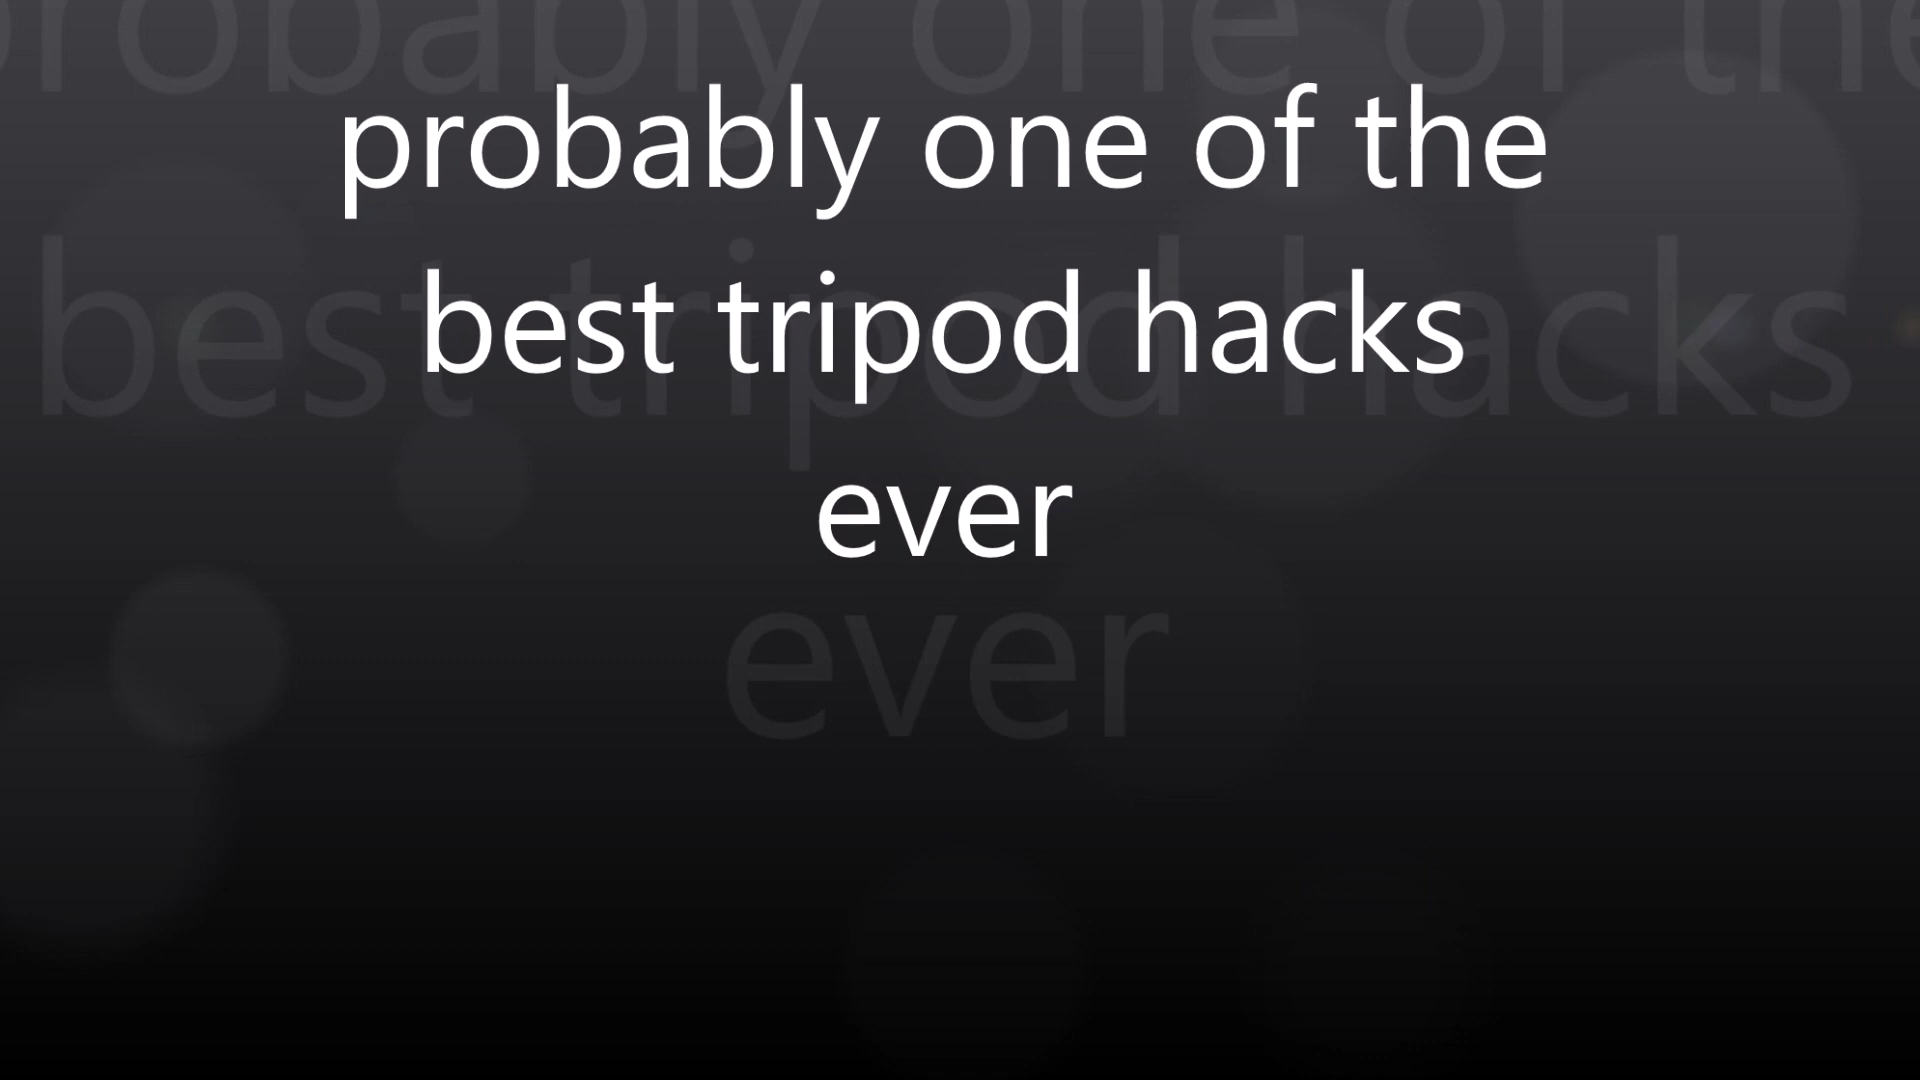 probably one of the
best tripod hacks
ever